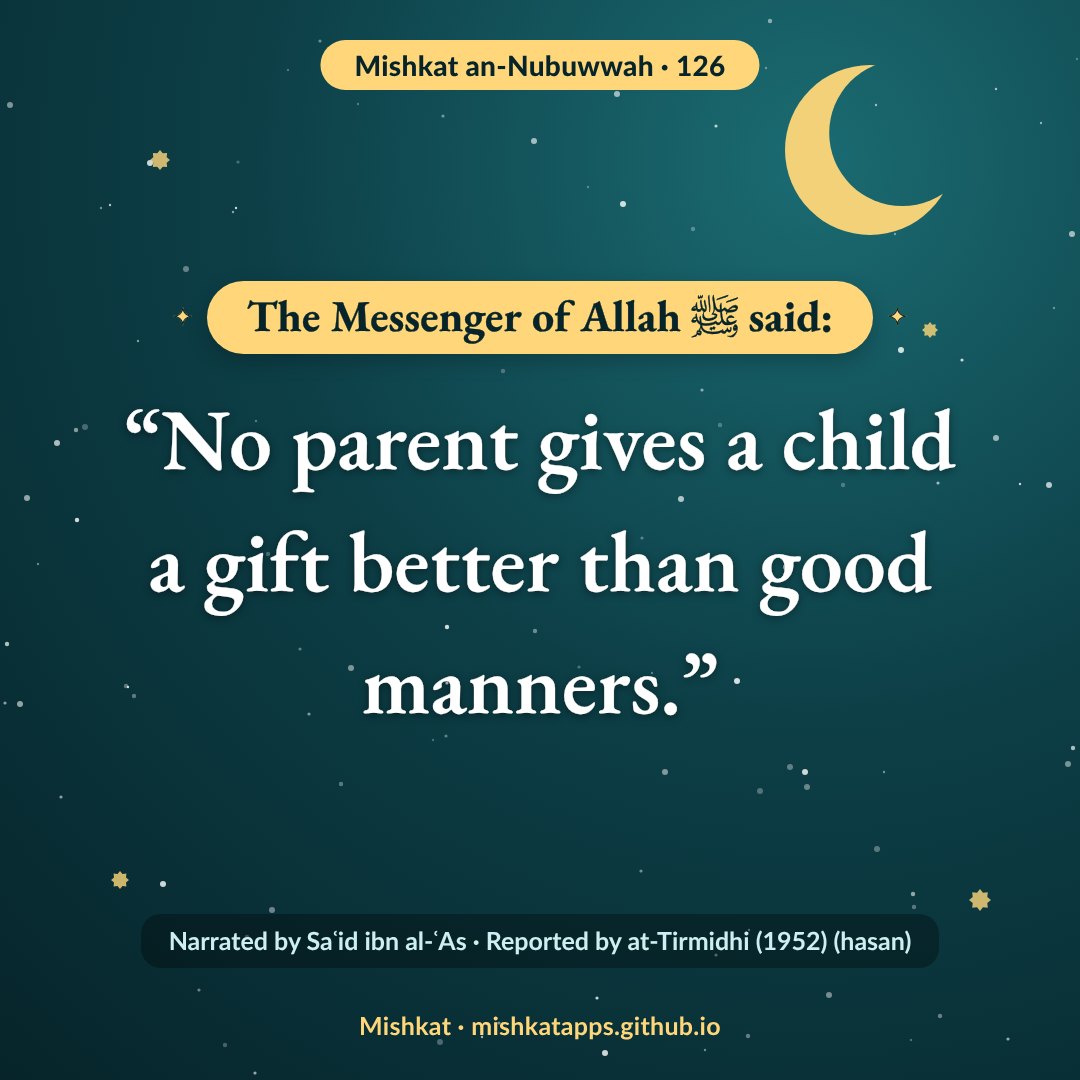 Mishkat an-Nubuwwah · 126
The Messenger of Allah ﷺ said:
“No parent gives a child
a gift better than good
manners.”
Narrated by Saʿid ibn al-ʿAs · Reported by at-Tirmidhi (1952) (hasan)
Mishkat · mishkatapps.github.io